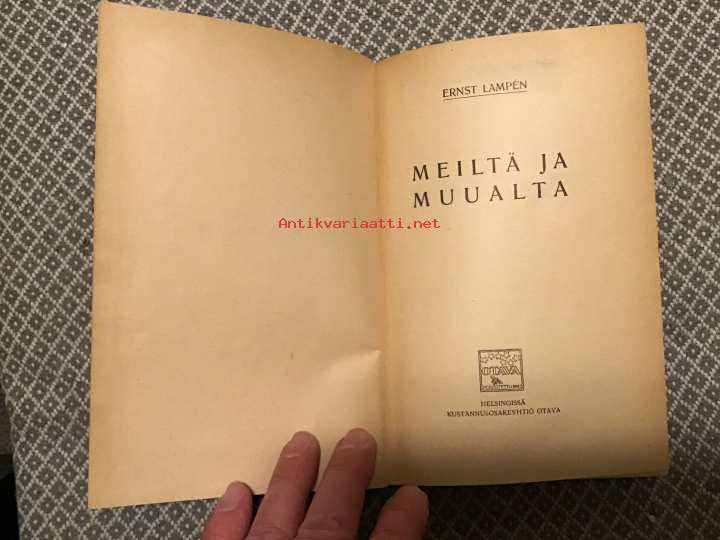 ERNST LAMPÉN
MEILTÄ JA
MUUALTA
Antikvariaatti.net
OTAVA
HELSINGISSÄ
KUSTANNUSOSAKEYHTIÖ OTAVA